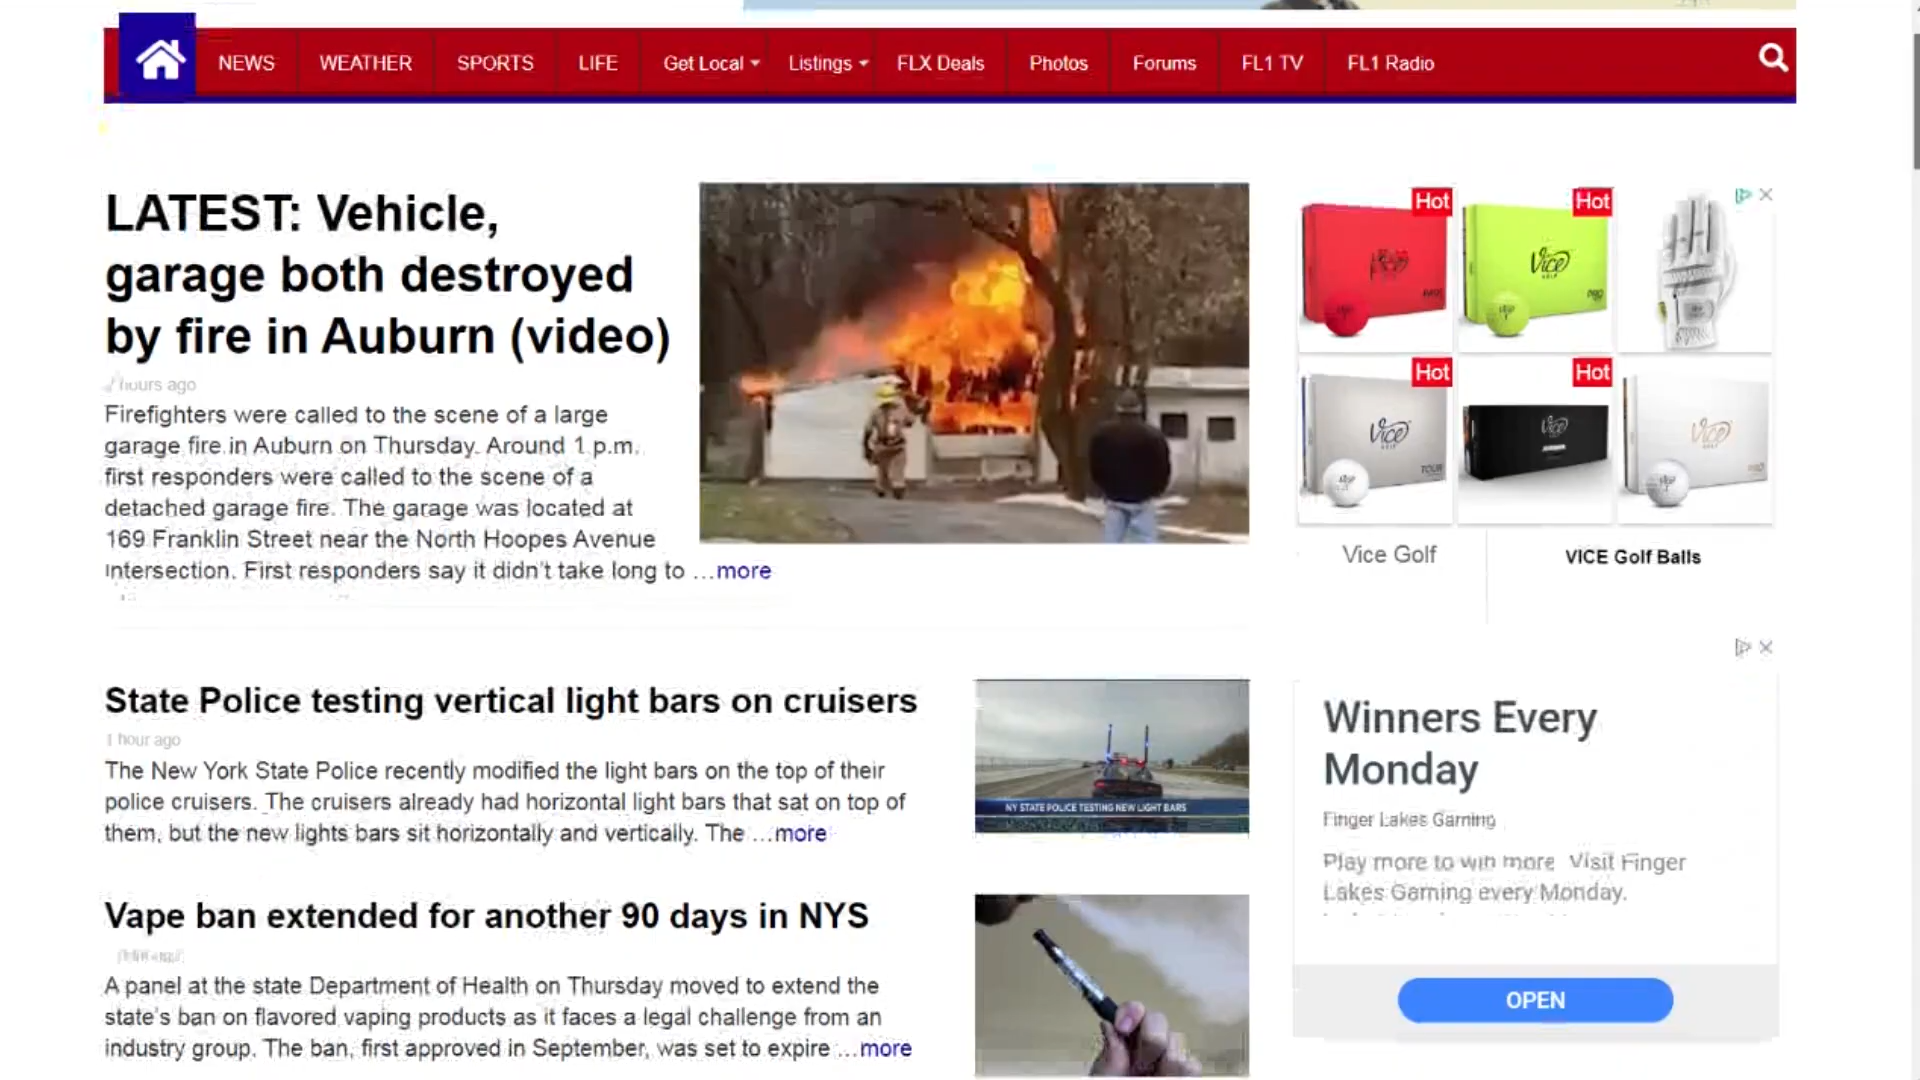 NEWS
WEATHER
SPORTS
LIFE
Get Local
Listings
FLX Deals
Photos
Forums
FL1 TV
FL1 Radio
LATEST: Vehicle,
garage both destroyed
by fire in Auburn (video)
hours ago
Firefighters were called to the scene of a large
garage fire in Auburn on Thursday. Around 1 p.m.
first responders were called to the scene of a
detached garage fire. The garage was located at
169 Franklin Street near the North Hoopes Avenue
intersection. First responders say it didn't take long to ...more
Hot
Hot
Vice
GOLF
PRO
Hot
Hot
Vice
GOLF
TOUR
Vice
GOLF
Vice
GOLF
PRO
Vice Golf
VICE Golf Balls
State Police testing vertical light bars on cruisers
1 hour ago
The New York State Police recently modified the light bars on the top of their
police cruisers. The cruisers already had horizontal light bars that sat on top of
them, but the new lights bars sit horizontally and vertically. The ...more
NY STATE POLICE TESTING NEW LIGHT BARS
Winners Every
Monday
Finger Lakes Gaming
Play more to win more Visit Finger
Lakes Gaming every Monday.
OPEN
Vape ban extended for another 90 days in NYS
A panel at the state Department of Health on Thursday moved to extend the
state's ban on flavored vaping products as it faces a legal challenge from an
industry group. The ban, first approved in September, was set to expire ...more